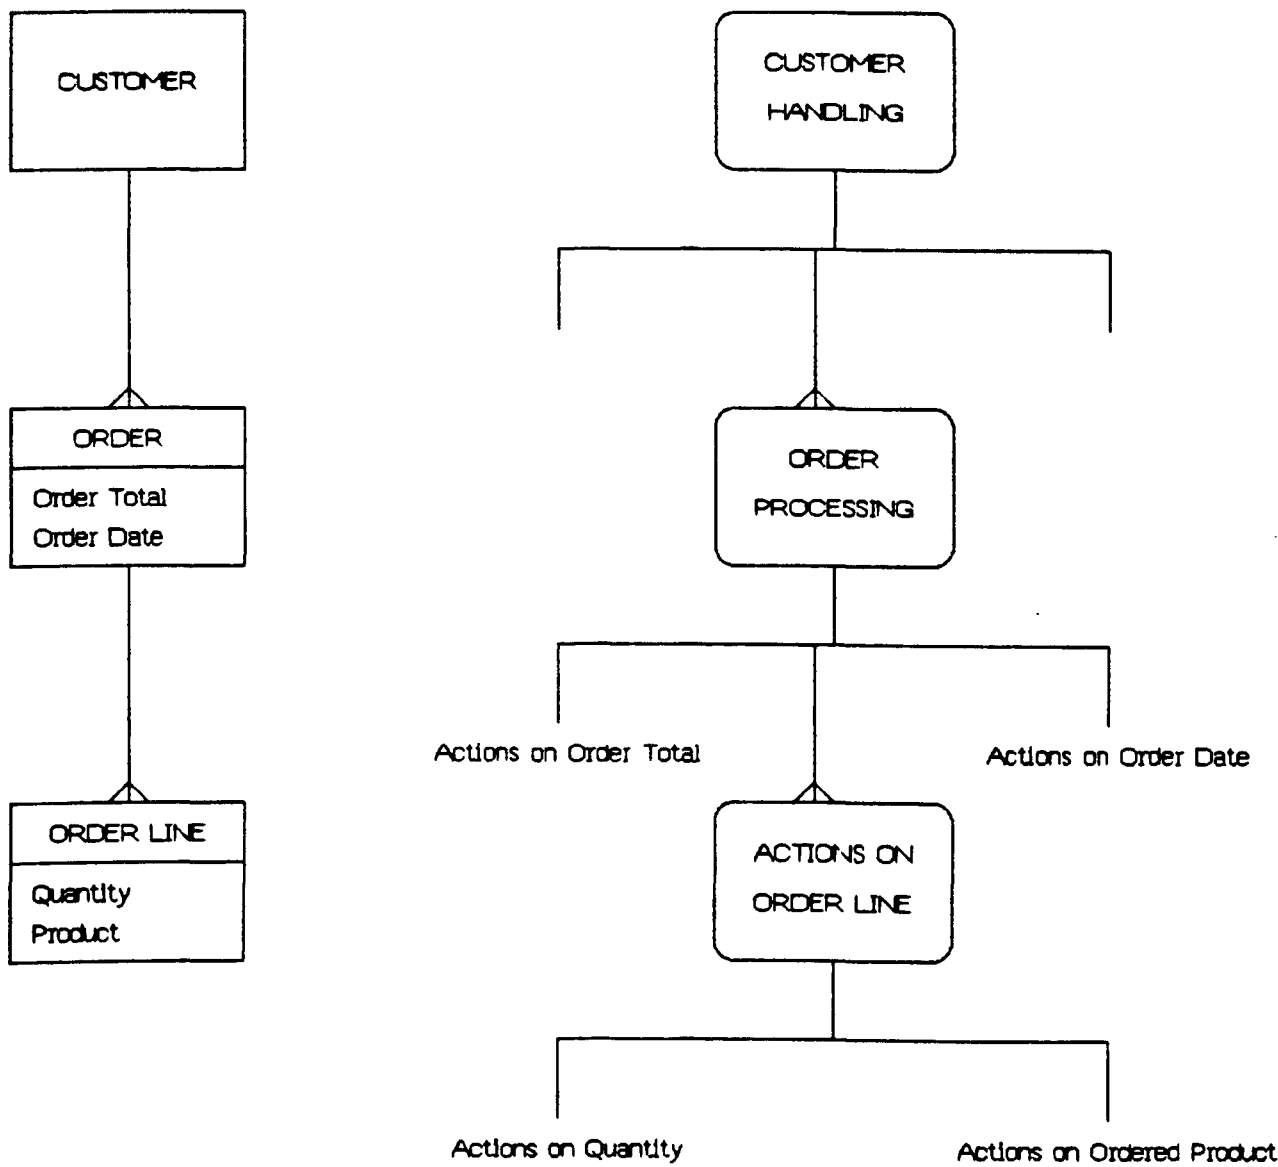 CUSTOMER
ORDER
Order Total
Order Date
ORDER LINE
Quantity
Product
CUSTOMER
HANDLING
ORDER
PROCESSING
Actions on Order Total
Actions on Order Date
ACTIONS ON
ORDER LINE
Actions on Quantity
Actions on Ordered Product